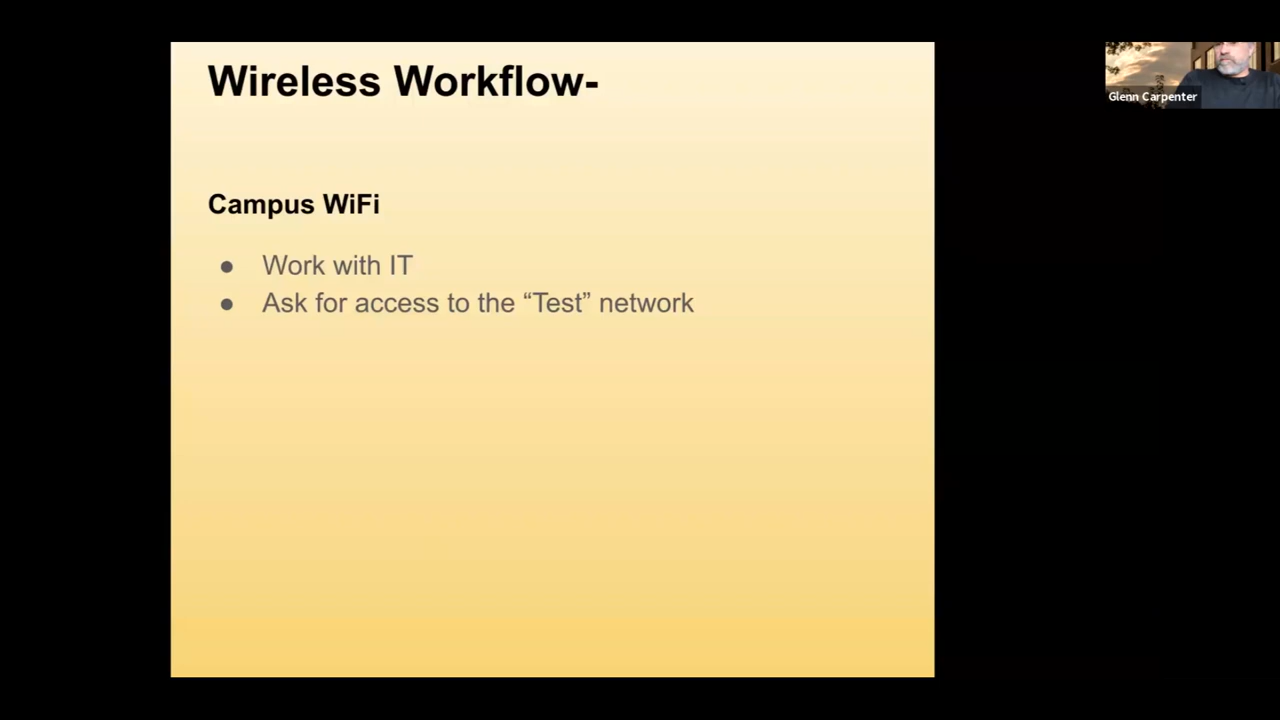 Wireless Workflow-
Glenn Carpenter
Campus WiFi
● Work with IT
● Ask for access to the “Test” network